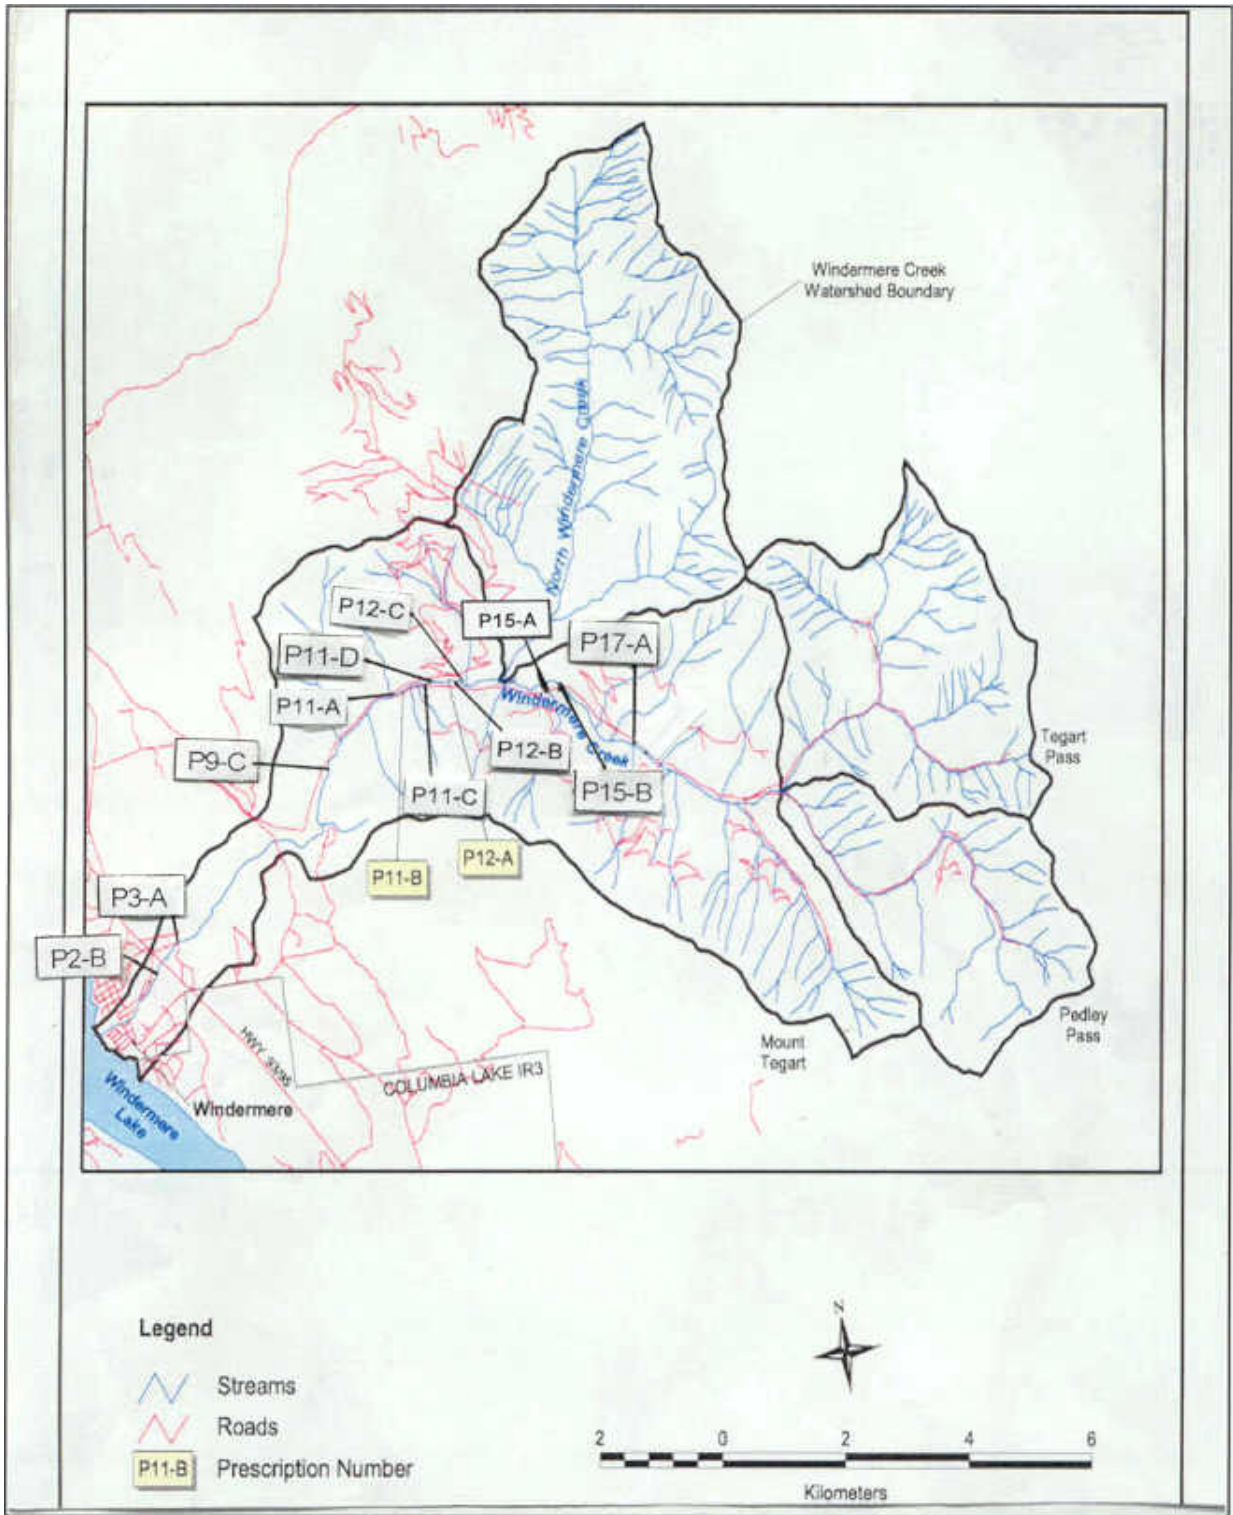 Windermere Creek
Watershed Boundary
North Windermere Creek
P12-C
P15-A
P17-A
P11-D
P11-A
Windermere Creek
P12-B
P9-C
P11-C
P15-B
Tegart
Pass
P11-B
P12-A
P3-A
P2-B
Pedley
Pass
Mount
Tegart
HWY 93/95
COLUMBIA LAKE IR3
Windermere
Windermere
Lake
N
Legend
Streams
Roads
P11-B Prescription Number
2 0 2 4 6
Kilometers